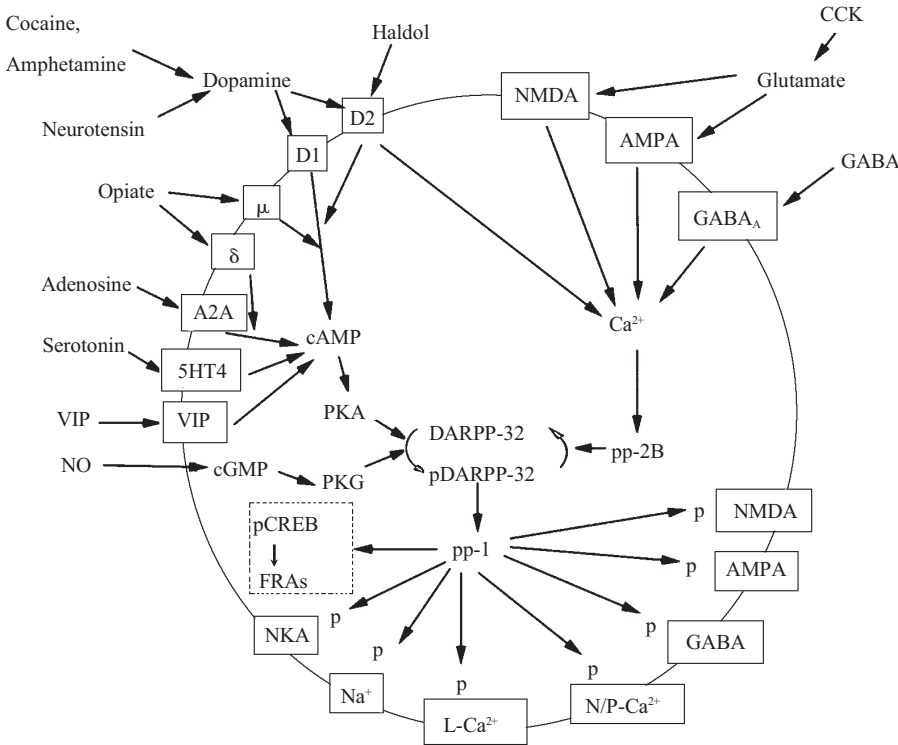 Cocaine,
Amphetamine
Neurotensin
Dopamine
Haldol
CCK
Glutamate
GABA
NMDA
AMPA
GABA_A
D2
D1
Opiate
μ
δ
Adenosine
A2A
Serotonin
5HT4
VIP
VIP
NO
cGMP
cAMP
Ca²⁺
PKA
PKG
DARPP-32
pDARPP-32
pp-2B
pCREB
FRAs
pp-1
p
NMDA
p
AMPA
p
GABA
p
N/P-Ca²⁺
p
L-Ca²⁺
p
Na⁺
p
NKA